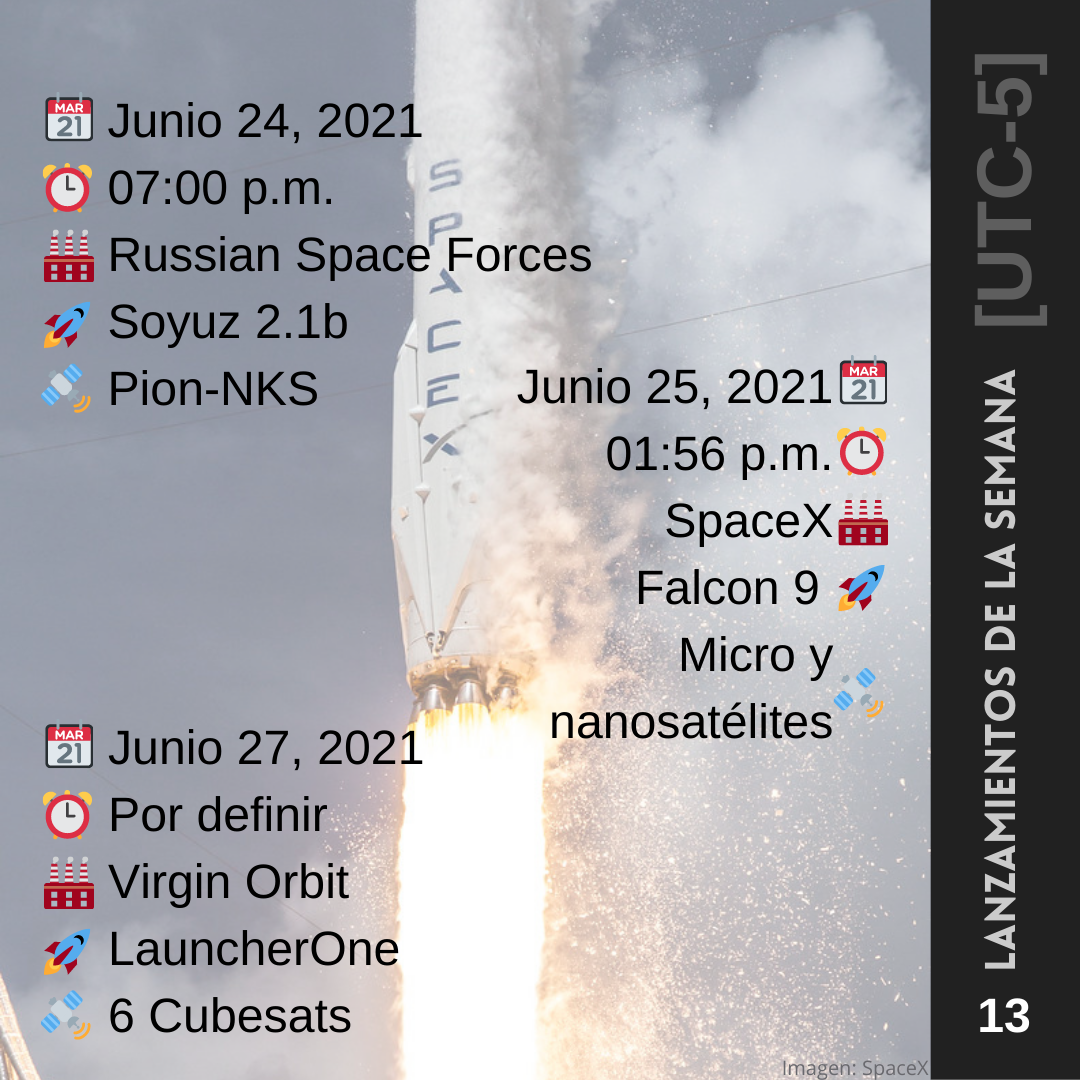 Junio 24, 2021
07:00 p.m.
Russian Space Forces
Soyuz 2.1b
Pion-NKS
Junio 25, 2021
01:56 p.m.
SpaceX
Falcon 9
Micro y
nanosatélites
Junio 27, 2021
Por definir
Virgin Orbit
LauncherOne
6 Cubesats
SPACEX
LANZAMIENTOS DE LA SEMANA [UTC-5]
13
Imagen: SpaceX
MAR
21
MAR
21
MAR
21